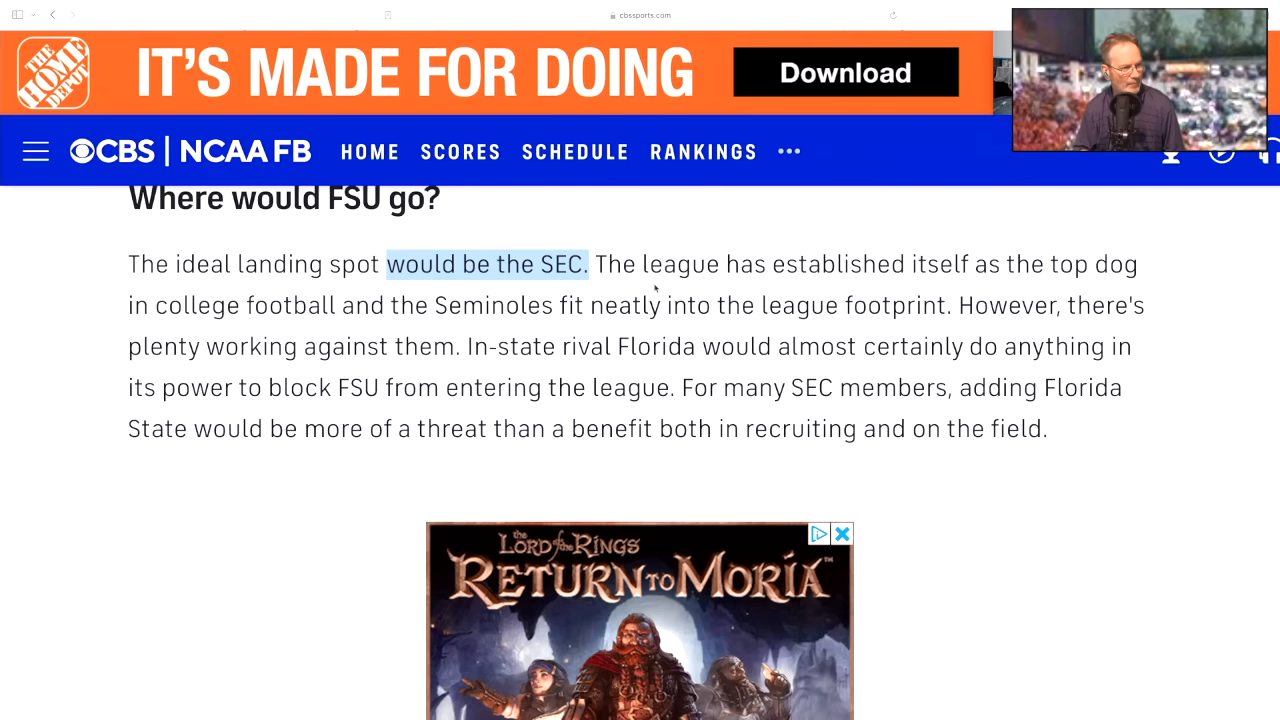 cbssports.com
THE HOME DEPOT
IT'S MADE FOR DOING
Download
CBS | NCAA FB HOME SCORES SCHEDULE RANKINGS •••
Where would FSU go?
The ideal landing spot would be the SEC. The league has established itself as the top dog
in college football and the Seminoles fit neatly into the league footprint. However, there's
plenty working against them. In-state rival Florida would almost certainly do anything in
its power to block FSU from entering the league. For many SEC members, adding Florida
State would be more of a threat than a benefit both in recruiting and on the field.
the LORD of the RINGS
RETURN TO MORÍA™